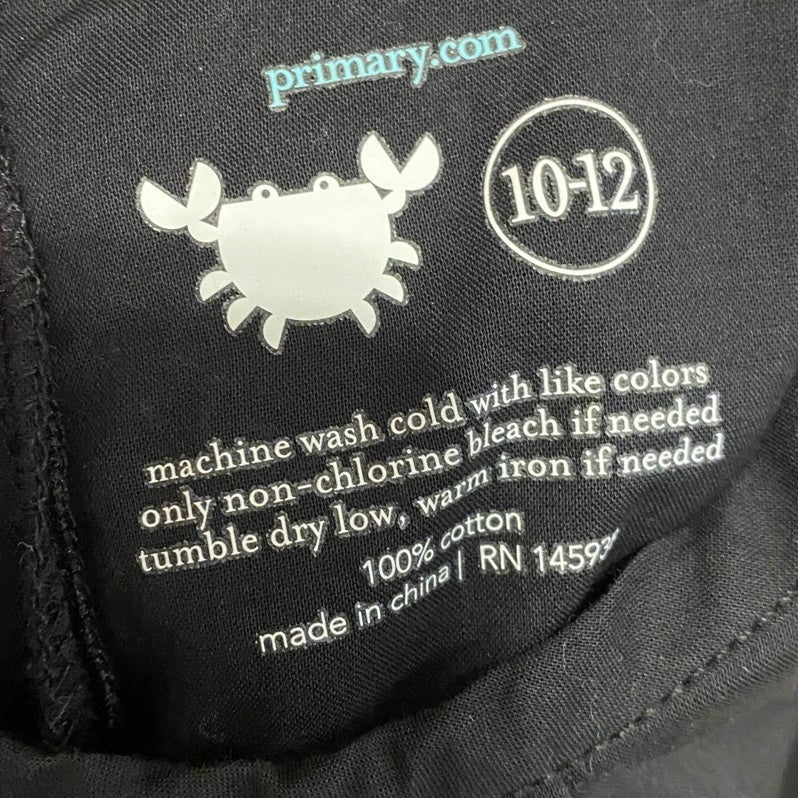 primary.com
10-12
machine wash cold with like colors
only non-chlorine bleach if needed
tumble dry low, warm iron if needed
100% cotton
made in china | RN